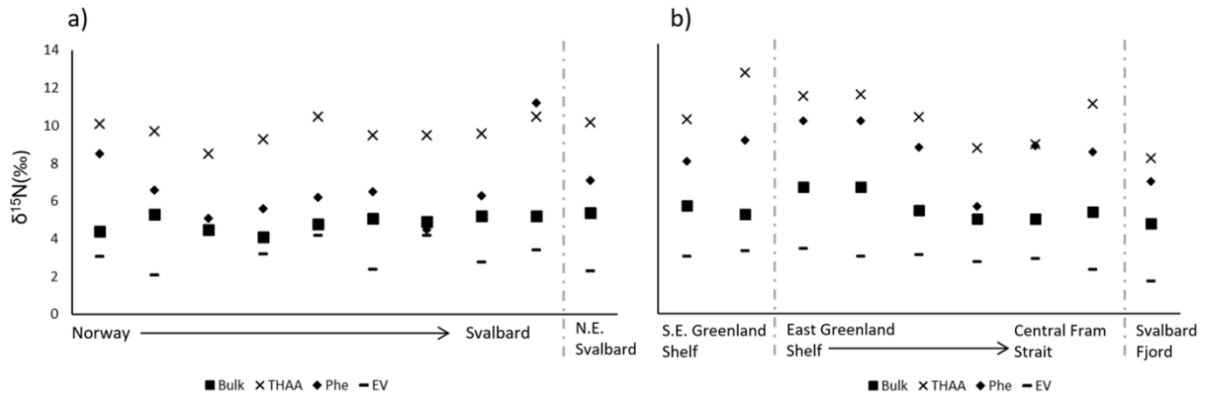 a)
b)
δ¹⁵N(‰)
14
12
10
8
6
4
2
0
Norway
Svalbard
N.E.
Svalbard
S.E. Greenland
Shelf
East Greenland
Shelf
Central Fram
Strait
Svalbard
Fjord
Bulk THAA Phe EV
Bulk THAA Phe EV